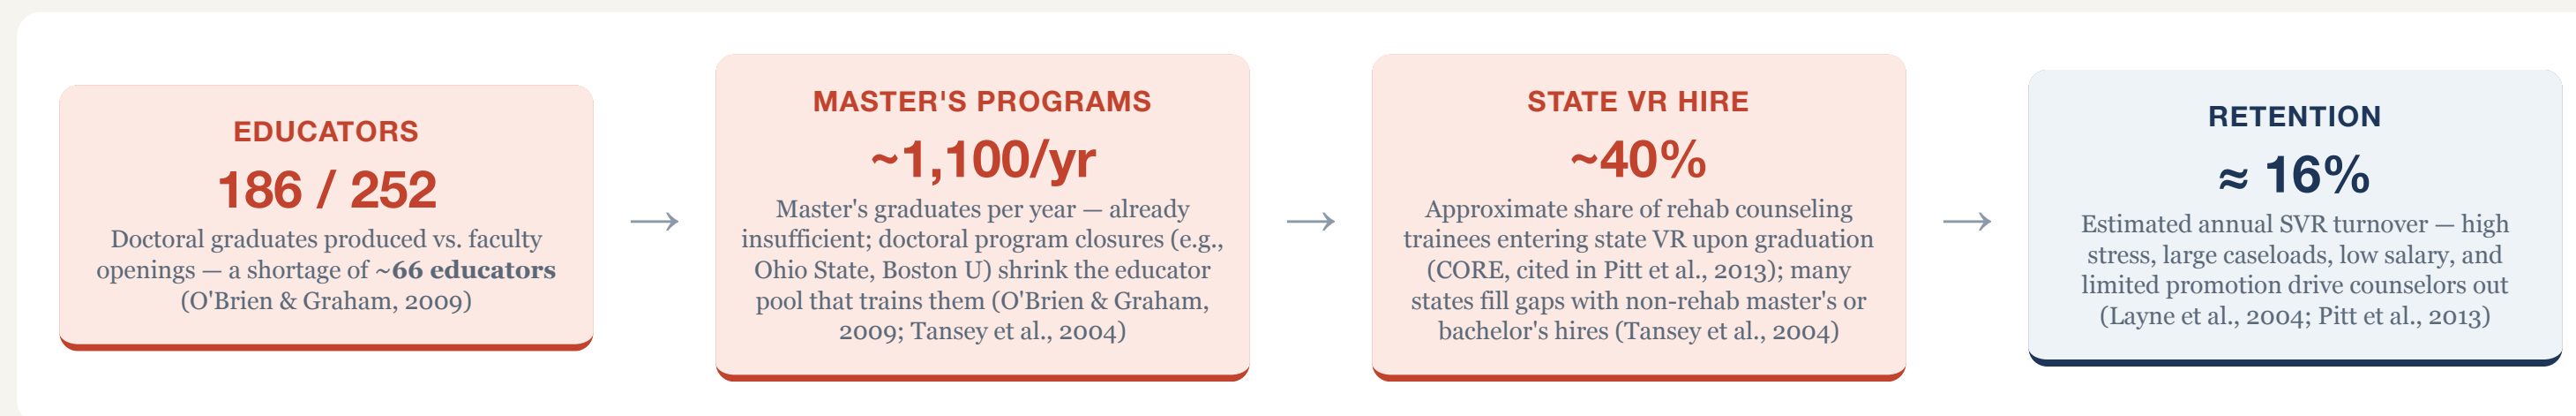 EDUCATORS
186 / 252
Doctoral graduates produced vs. faculty
openings — a shortage of ~66 educators
(O'Brien & Graham, 2009)
→
MASTER'S PROGRAMS
~1,100/yr
Master's graduates per year — already
insufficient; doctoral program closures (e.g.,
Ohio State, Boston U) shrink the educator
pool that trains them (O'Brien & Graham,
2009; Tansey et al., 2004)
→
STATE VR HIRE
~40%
Approximate share of rehab counseling
trainees entering state VR upon graduation
(CORE, cited in Pitt et al., 2013); many
states fill gaps with non-rehab master's or
bachelor's hires (Tansey et al., 2004)
→
RETENTION
≈ 16%
Estimated annual SVR turnover — high
stress, large caseloads, low salary, and
limited promotion drive counselors out
(Layne et al., 2004; Pitt et al., 2013)